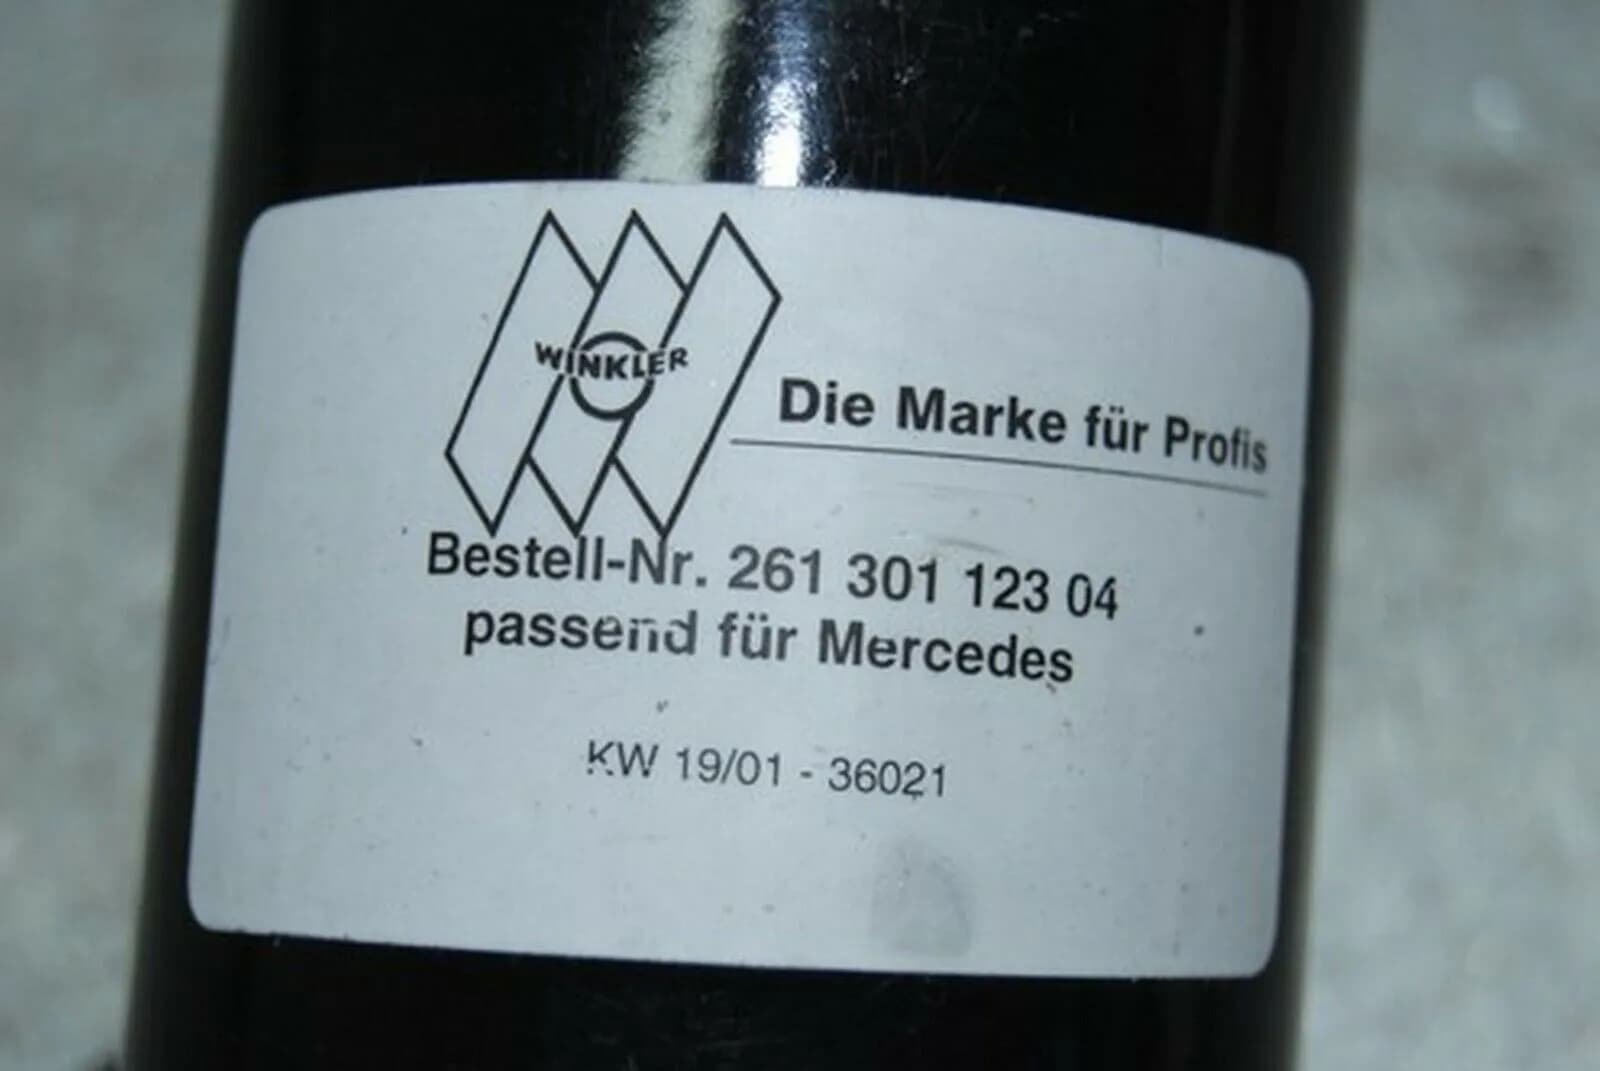 WINKLER
Die Marke für Profis
Bestell-Nr. 261 301 123 04
passend für Mercedes
KW 19/01 - 36021